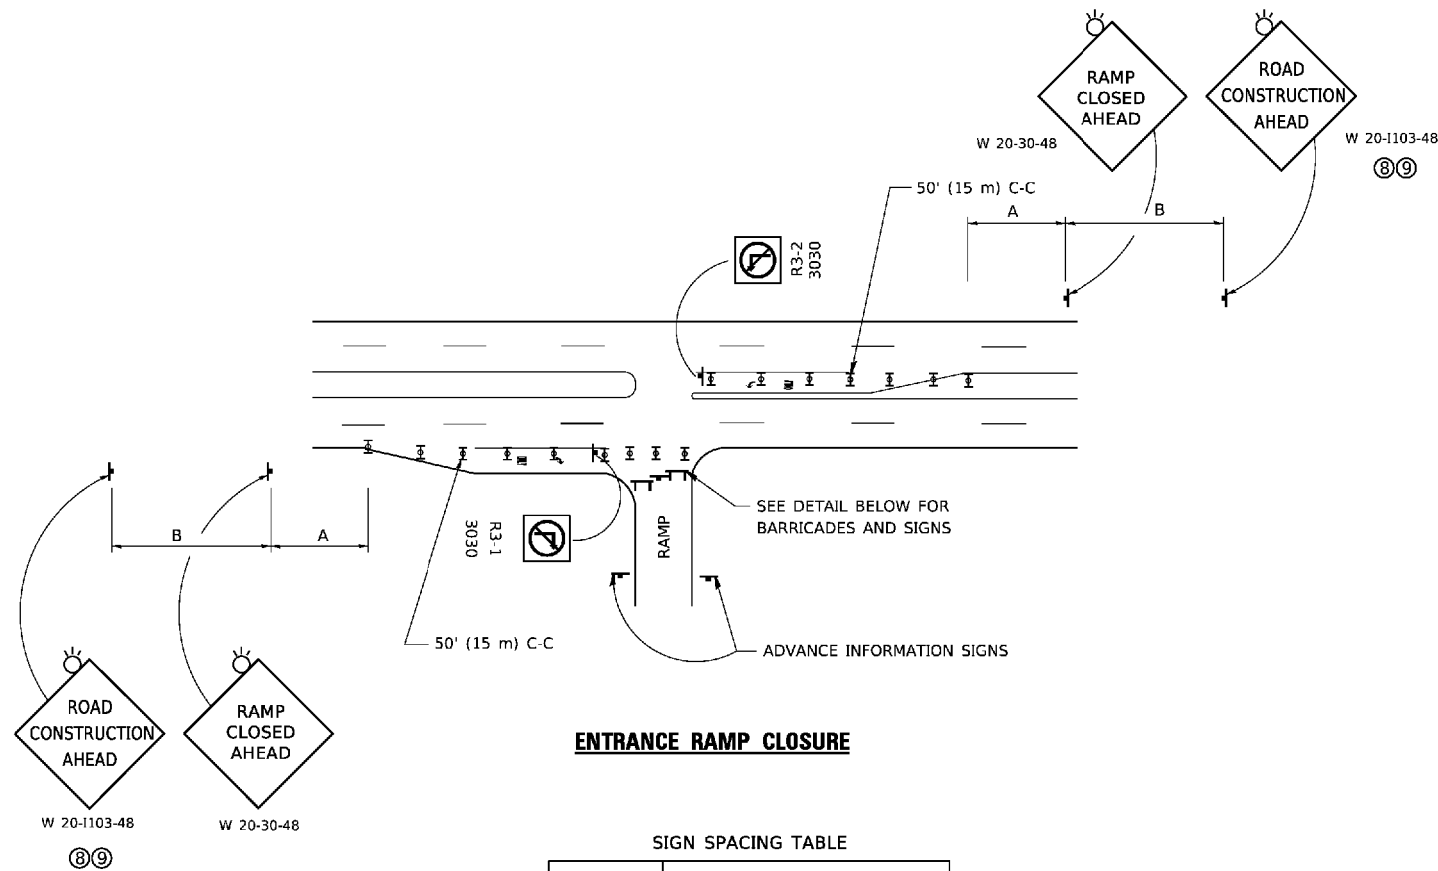 RAMP
CLOSED
AHEAD
W 20-30-48
ROAD
CONSTRUCTION
AHEAD
W 20-I103-48
⑧⑨
50' (15 m) C-C
A
B
R3-2
3030
SEE DETAIL BELOW FOR
BARRICADES AND SIGNS
RAMP
R3-1
3030
B
A
50' (15 m) C-C
ADVANCE INFORMATION SIGNS
ROAD
CONSTRUCTION
AHEAD
W 20-I103-48
⑧⑨
RAMP
CLOSED
AHEAD
W 20-30-48
ENTRANCE RAMP CLOSURE
SIGN SPACING TABLE